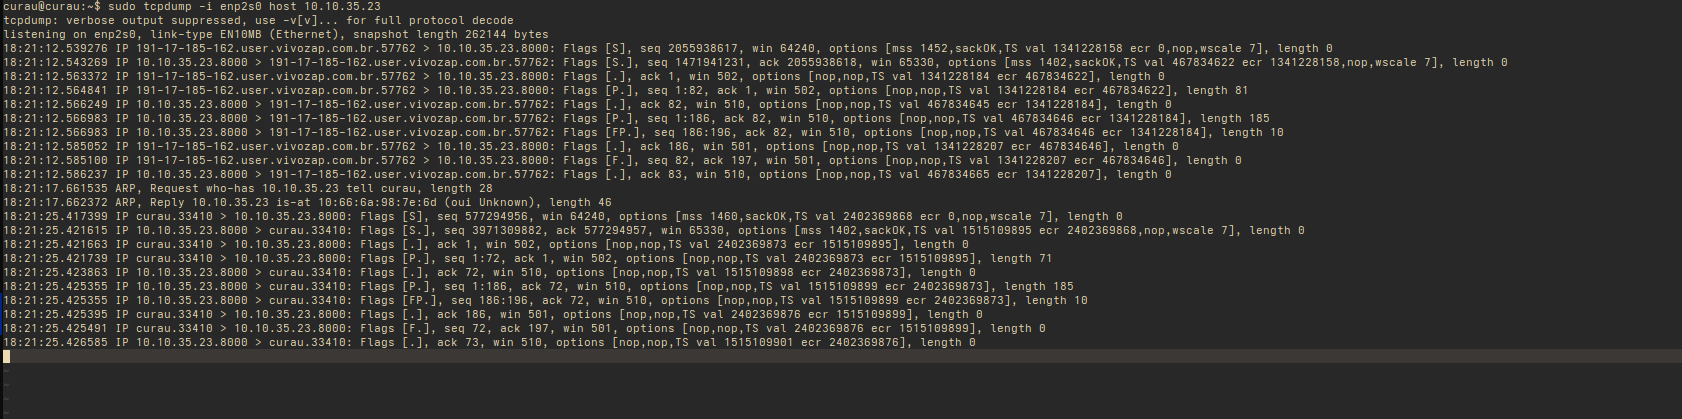 curau@curau:~$ sudo tcpdump -i enp2s0 host 10.10.35.23
tcpdump: verbose output suppressed, use -v[v]... for full protocol decode
listening on enp2s0, link-type EN10MB (Ethernet), snapshot length 262144 bytes
18:21:12.539276 IP 191-17-185-162.user.vivozap.com.br.57762 > 10.10.35.23.8000: Flags [S], seq 2055938617, win 64240, options [mss 1452,sackOK,TS val 1341228158 ecr 0,nop,wscale 7], length 0
18:21:12.543269 IP 10.10.35.23.8000 > 191-17-185-162.user.vivozap.com.br.57762: Flags [S.], seq 1471941231, ack 2055938618, win 65330, options [mss 1402,sackOK,TS val 467834622 ecr 1341228158,nop,wscale 7], length 0
18:21:12.563372 IP 191-17-185-162.user.vivozap.com.br.57762 > 10.10.35.23.8000: Flags [.], ack 1, win 502, options [nop,nop,TS val 1341228184 ecr 467834622], length 0
18:21:12.564841 IP 191-17-185-162.user.vivozap.com.br.57762 > 10.10.35.23.8000: Flags [P.], seq 1:82, ack 1, win 502, options [nop,nop,TS val 1341228184 ecr 467834622], length 81
18:21:12.566249 IP 10.10.35.23.8000 > 191-17-185-162.user.vivozap.com.br.57762: Flags [.], ack 82, win 510, options [nop,nop,TS val 467834645 ecr 1341228184], length 0
18:21:12.566983 IP 10.10.35.23.8000 > 191-17-185-162.user.vivozap.com.br.57762: Flags [P.], seq 1:186, ack 82, win 510, options [nop,nop,TS val 467834646 ecr 1341228184], length 185
18:21:12.566983 IP 10.10.35.23.8000 > 191-17-185-162.user.vivozap.com.br.57762: Flags [FP.], seq 186:196, ack 82, win 510, options [nop,nop,TS val 467834646 ecr 1341228184], length 10
18:21:12.585052 IP 191-17-185-162.user.vivozap.com.br.57762 > 10.10.35.23.8000: Flags [.], ack 186, win 501, options [nop,nop,TS val 1341228207 ecr 467834646], length 0
18:21:12.585100 IP 191-17-185-162.user.vivozap.com.br.57762 > 10.10.35.23.8000: Flags [F.], seq 82, ack 197, win 501, options [nop,nop,TS val 1341228207 ecr 467834646], length 0
18:21:12.586237 IP 10.10.35.23.8000 > 191-17-185-162.user.vivozap.com.br.57762: Flags [.], ack 83, win 510, options [nop,nop,TS val 467834665 ecr 1341228207], length 0
18:21:17.661535 ARP, Request who-has 10.10.35.23 tell curau, length 28
18:21:17.662372 ARP, Reply 10.10.35.23 is-at 10:66:6a:98:7e:6d (oui Unknown), length 46
18:21:25.417399 IP curau.33410 > 10.10.35.23.8000: Flags [S], seq 577294956, win 64240, options [mss 1460,sackOK,TS val 2402369868 ecr 0,nop,wscale 7], length 0
18:21:25.421615 IP 10.10.35.23.8000 > curau.33410: Flags [S.], seq 3971309882, ack 577294957, win 65330, options [mss 1402,sackOK,TS val 1515109895 ecr 2402369868,nop,wscale 7], length 0
18:21:25.421663 IP curau.33410 > 10.10.35.23.8000: Flags [.], ack 1, win 502, options [nop,nop,TS val 2402369873 ecr 1515109895], length 0
18:21:25.421739 IP curau.33410 > 10.10.35.23.8000: Flags [P.], seq 1:72, ack 1, win 502, options [nop,nop,TS val 2402369873 ecr 1515109895], length 71
18:21:25.423863 IP 10.10.35.23.8000 > curau.33410: Flags [.], ack 72, win 510, options [nop,nop,TS val 1515109898 ecr 2402369873], length 0
18:21:25.425355 IP 10.10.35.23.8000 > curau.33410: Flags [P.], seq 1:186, ack 72, win 510, options [nop,nop,TS val 1515109899 ecr 2402369873], length 185
18:21:25.425355 IP 10.10.35.23.8000 > curau.33410: Flags [FP.], seq 186:196, ack 72, win 510, options [nop,nop,TS val 1515109899 ecr 2402369873], length 10
18:21:25.425395 IP curau.33410 > 10.10.35.23.8000: Flags [.], ack 186, win 501, options [nop,nop,TS val 2402369876 ecr 1515109899], length 0
18:21:25.425491 IP curau.33410 > 10.10.35.23.8000: Flags [F.], seq 72, ack 197, win 501, options [nop,nop,TS val 2402369876 ecr 1515109899], length 0
18:21:25.426585 IP 10.10.35.23.8000 > curau.33410: Flags [.], ack 73, win 510, options [nop,nop,TS val 1515109901 ecr 2402369876], length 0
~
~
~
~